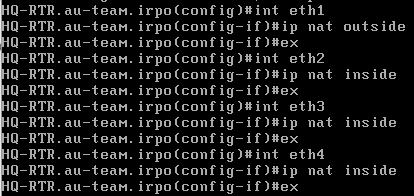 HQ-RTR.au-team.irpo(config)#int eth1
HQ-RTR.au-team.irpo(config-if)#ip nat outside
HQ-RTR.au-team.irpo(config-if)#ex
HQ-RTR.au-team.irpo(config)#int eth2
HQ-RTR.au-team.irpo(config-if)#ip nat inside
HQ-RTR.au-team.irpo(config-if)#ex
HQ-RTR.au-team.irpo(config)#int eth3
HQ-RTR.au-team.irpo(config-if)#ip nat inside
HQ-RTR.au-team.irpo(config-if)#ex
HQ-RTR.au-team.irpo(config)#int eth4
HQ-RTR.au-team.irpo(config-if)#ip nat inside
HQ-RTR.au-team.irpo(config-if)#ex